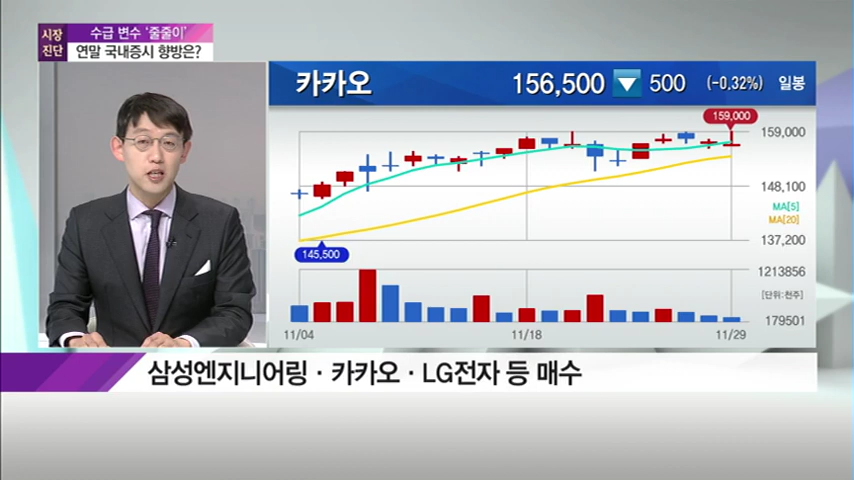 시장
진단
수급 변수 '줄줄이'
연말 국내증시 향방은?
카카오 156,500 ▼ 500 (-0.32%) 일봉
159,000
159,000
148,100
MA[5]
MA[20]
137,200
145,500
1213856
[단위:천주]
179501
11/04 11/18 11/29
삼성엔지니어링·카카오·LG전자 등 매수